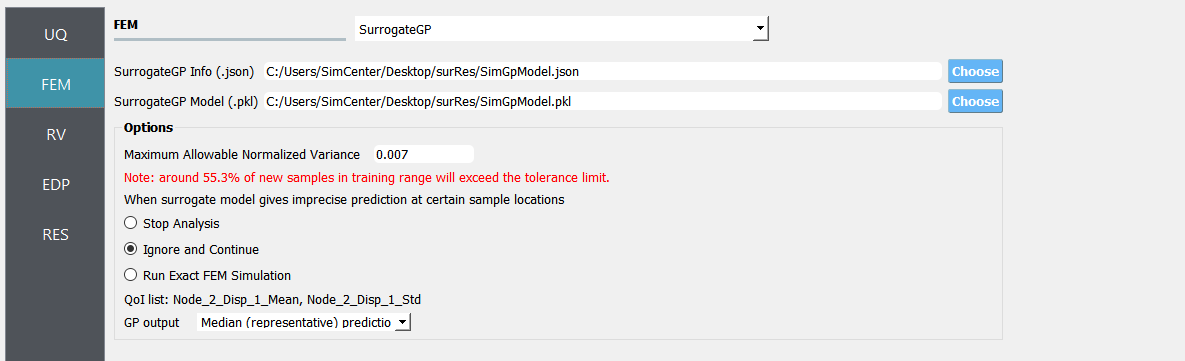 UQ
FEM
RV
EDP
RES
FEM SurrogateGP
SurrogateGP Info (.json) C:/Users/SimCenter/Desktop/surRes/SimGpModel.json Choose
SurrogateGP Model (.pkl) C:/Users/SimCenter/Desktop/surRes/SimGpModel.pkl Choose
Options
Maximum Allowable Normalized Variance 0.007
Note: around 55.3% of new samples in training range will exceed the tolerance limit.
When surrogate model gives imprecise prediction at certain sample locations
Stop Analysis
Ignore and Continue
Run Exact FEM Simulation
QoI list: Node_2_Disp_1_Mean, Node_2_Disp_1_Std
GP output Median (representative) predictio